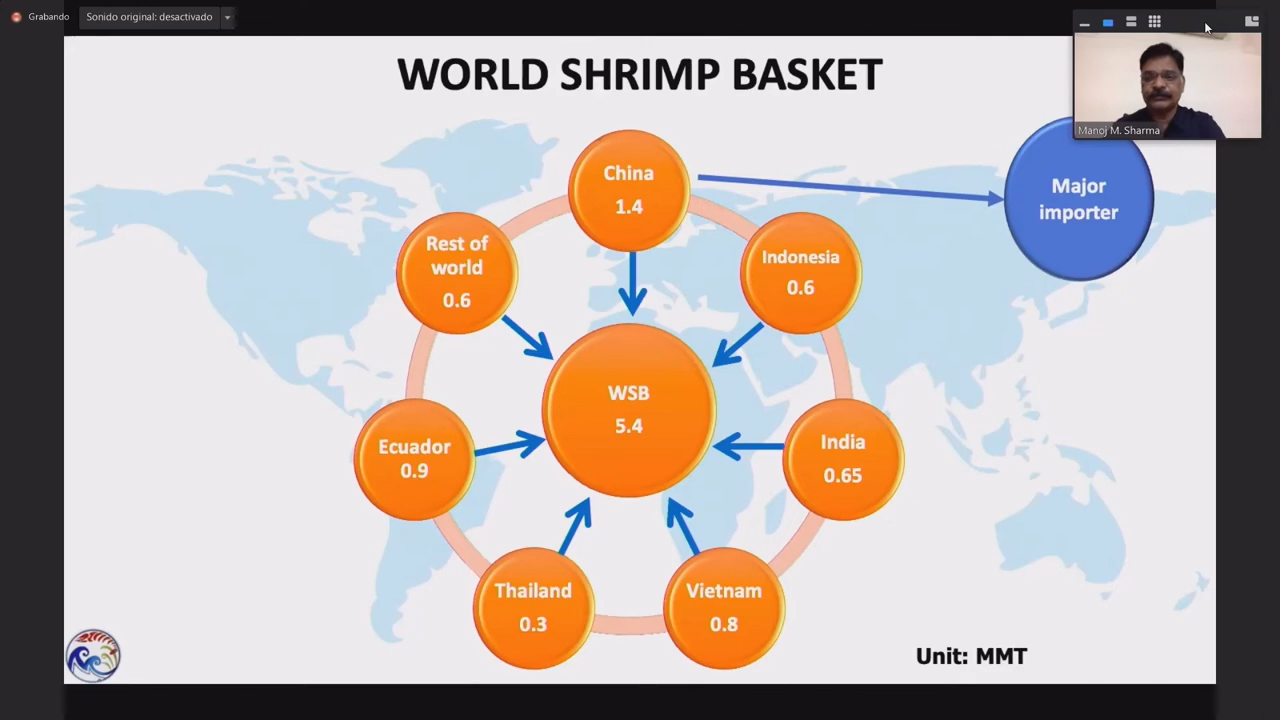 Grabando
Sonido original: desactivado
WORLD SHRIMP BASKET
Manoj M. Sharma
China
1.4
Major
importer
Rest of
world
0.6
Indonesia
0.6
WSB
5.4
Ecuador
0.9
India
0.65
Thailand
0.3
Vietnam
0.8
Unit: MMT